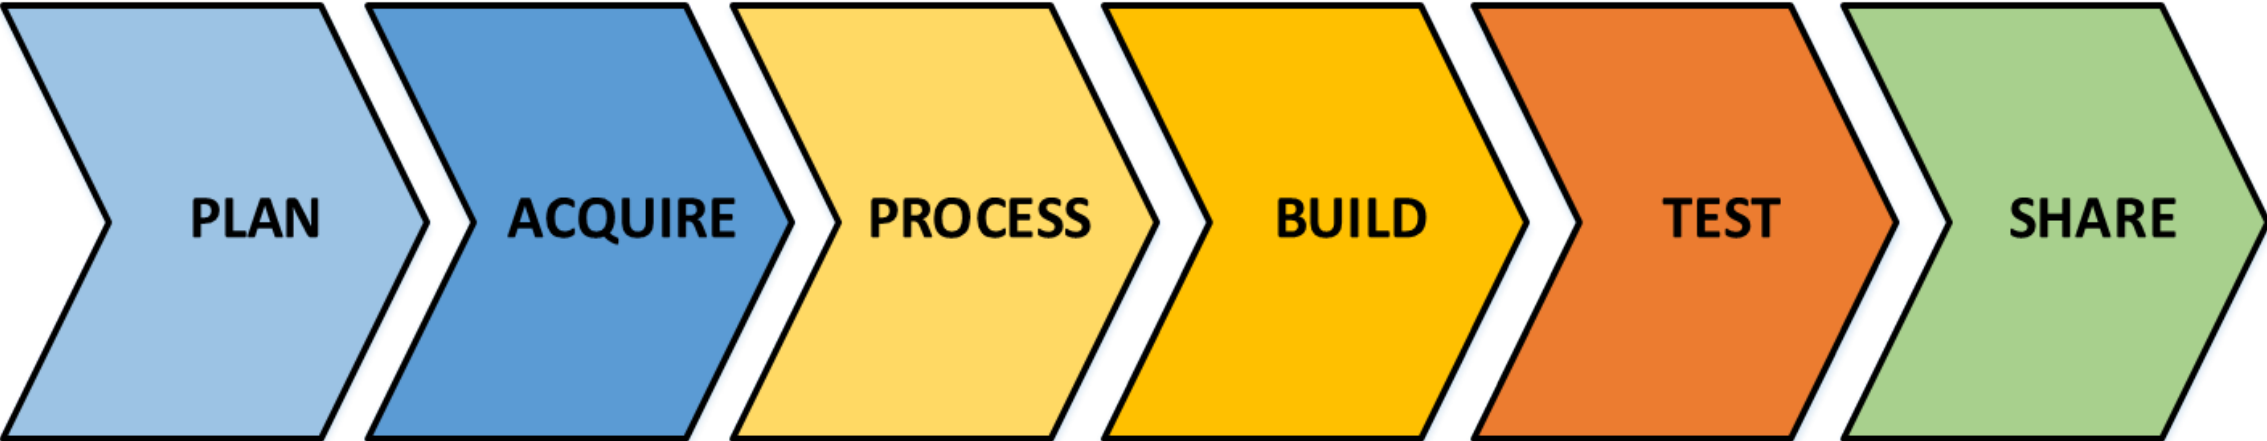 PLAN
ACQUIRE
PROCESS
BUILD
TEST
SHARE